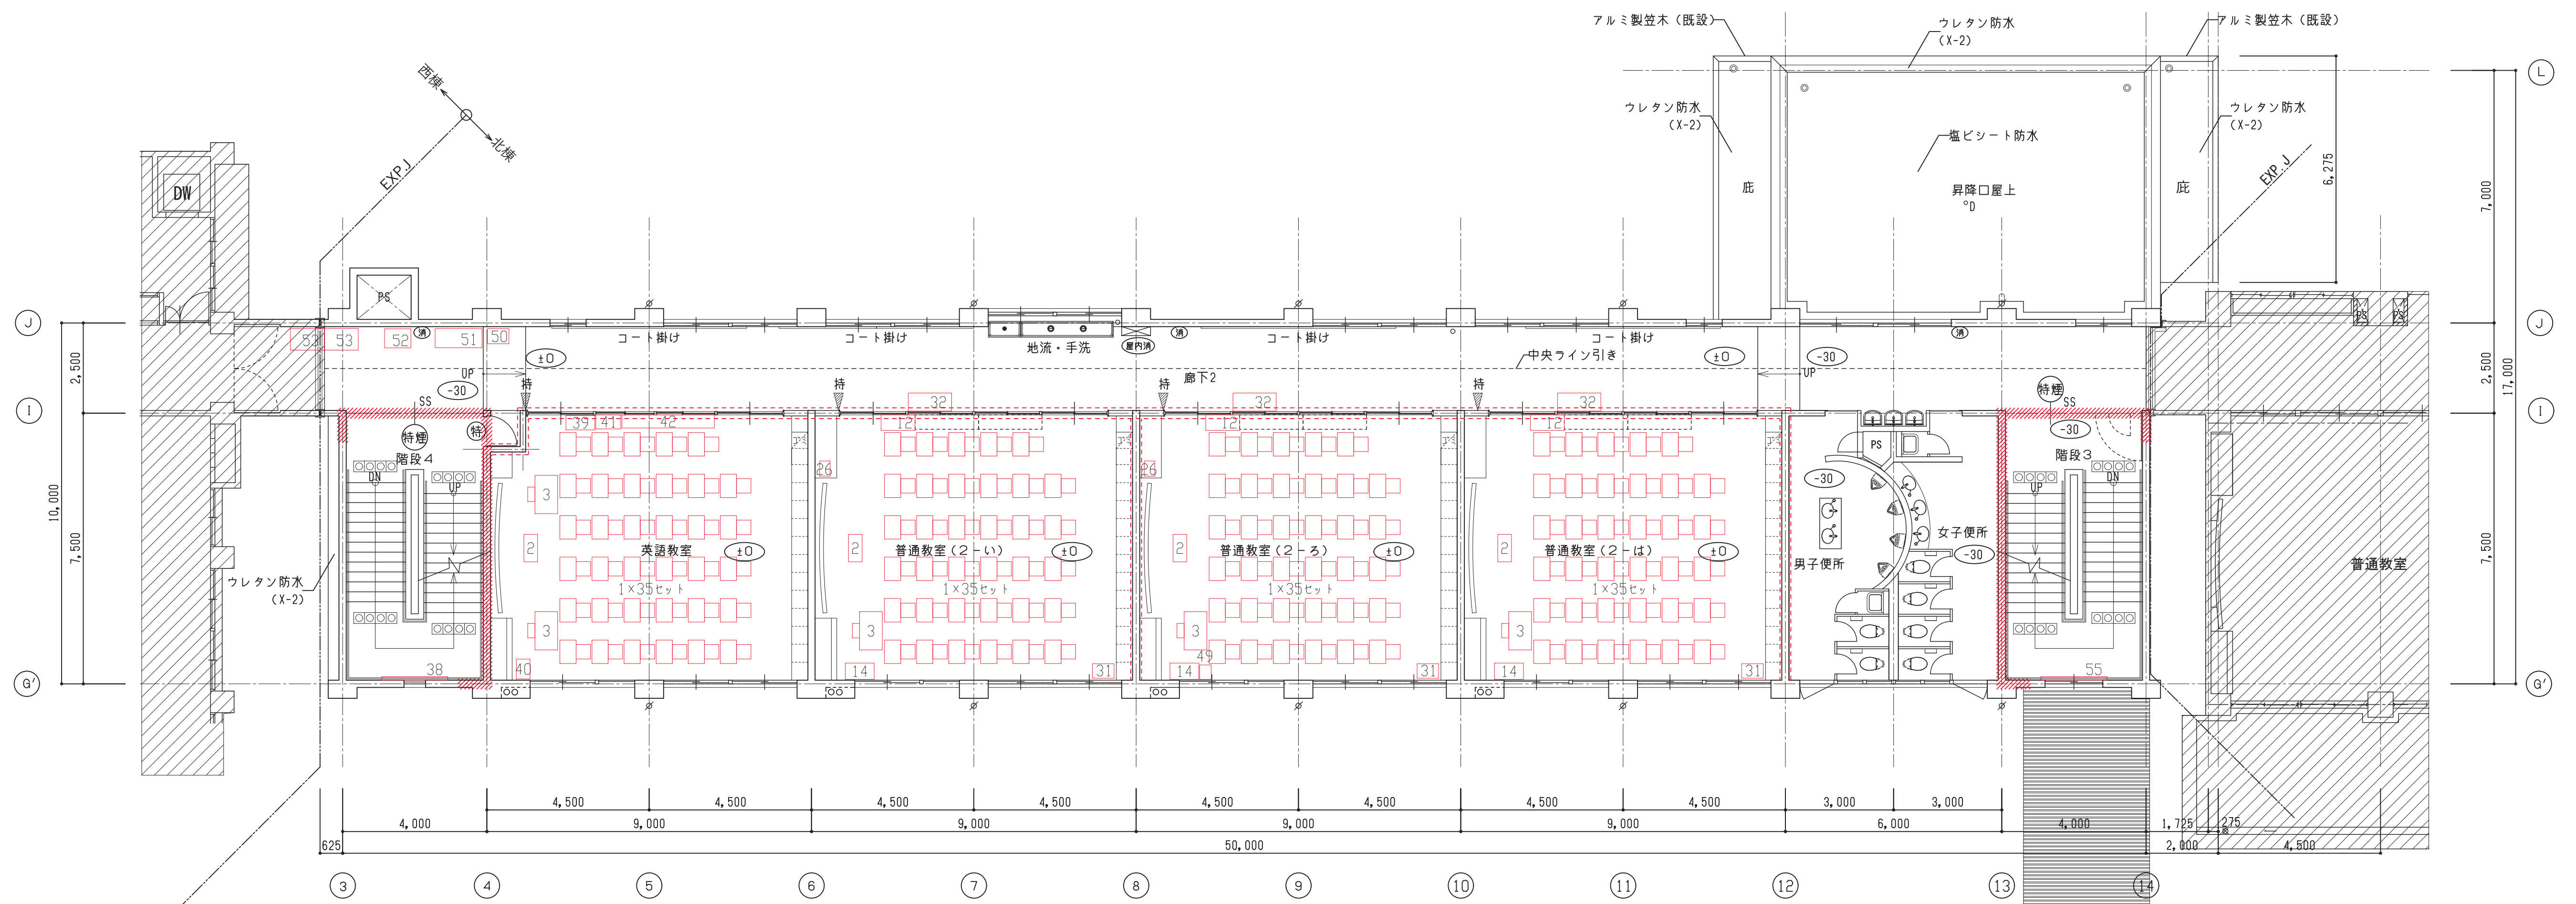 アルミ製笠木（既設）
ウレタン防水
（X-2）
アルミ製笠木（既設）
L
西棟
北棟
EXP.J
ウレタン防水
（X-2）
ウレタン防水
（X-2）
塩ビシート防水
EXP.J
6,275
7,000
DW
庇
昇降口屋上
°D
庇
PS
PS
PS
J
J
53
53
消
52
51
50
コート掛け
コート掛け
地流・手洗
屋内消
消
コート掛け
コート掛け
消
±0
中央ライン引き
±0
-30
2,500
2,500
17,000
UP
-30
廊下2
UP
SS
持
持
持
持
特煙
SS
32
32
32
I
I
特煙
特
39
41
42
12
12
12
-30
階段4
PS
階段3
DN
UP
26
26
-30
UP
DN
3
10,000
7,500
7,500
2
英語教室
±0
2
普通教室（2－い）
±0
2
普通教室（2－ろ）
±0
2
普通教室（2－は）
±0
男子便所
女子便所
-30
普通教室
ウレタン防水
（X-2）
1×35セット
1×35セット
1×35セット
1×35セット
3
3
3
3
38
40
14
31
14
49
31
14
31
55
G'
G'
4,500
4,500
4,500
4,500
4,500
4,500
4,500
4,500
3,000
3,000
4,000
9,000
9,000
9,000
9,000
6,000
4,000
1,725
275
625
50,000
2,000
4,500
3
4
5
6
7
8
9
10
11
12
13
14